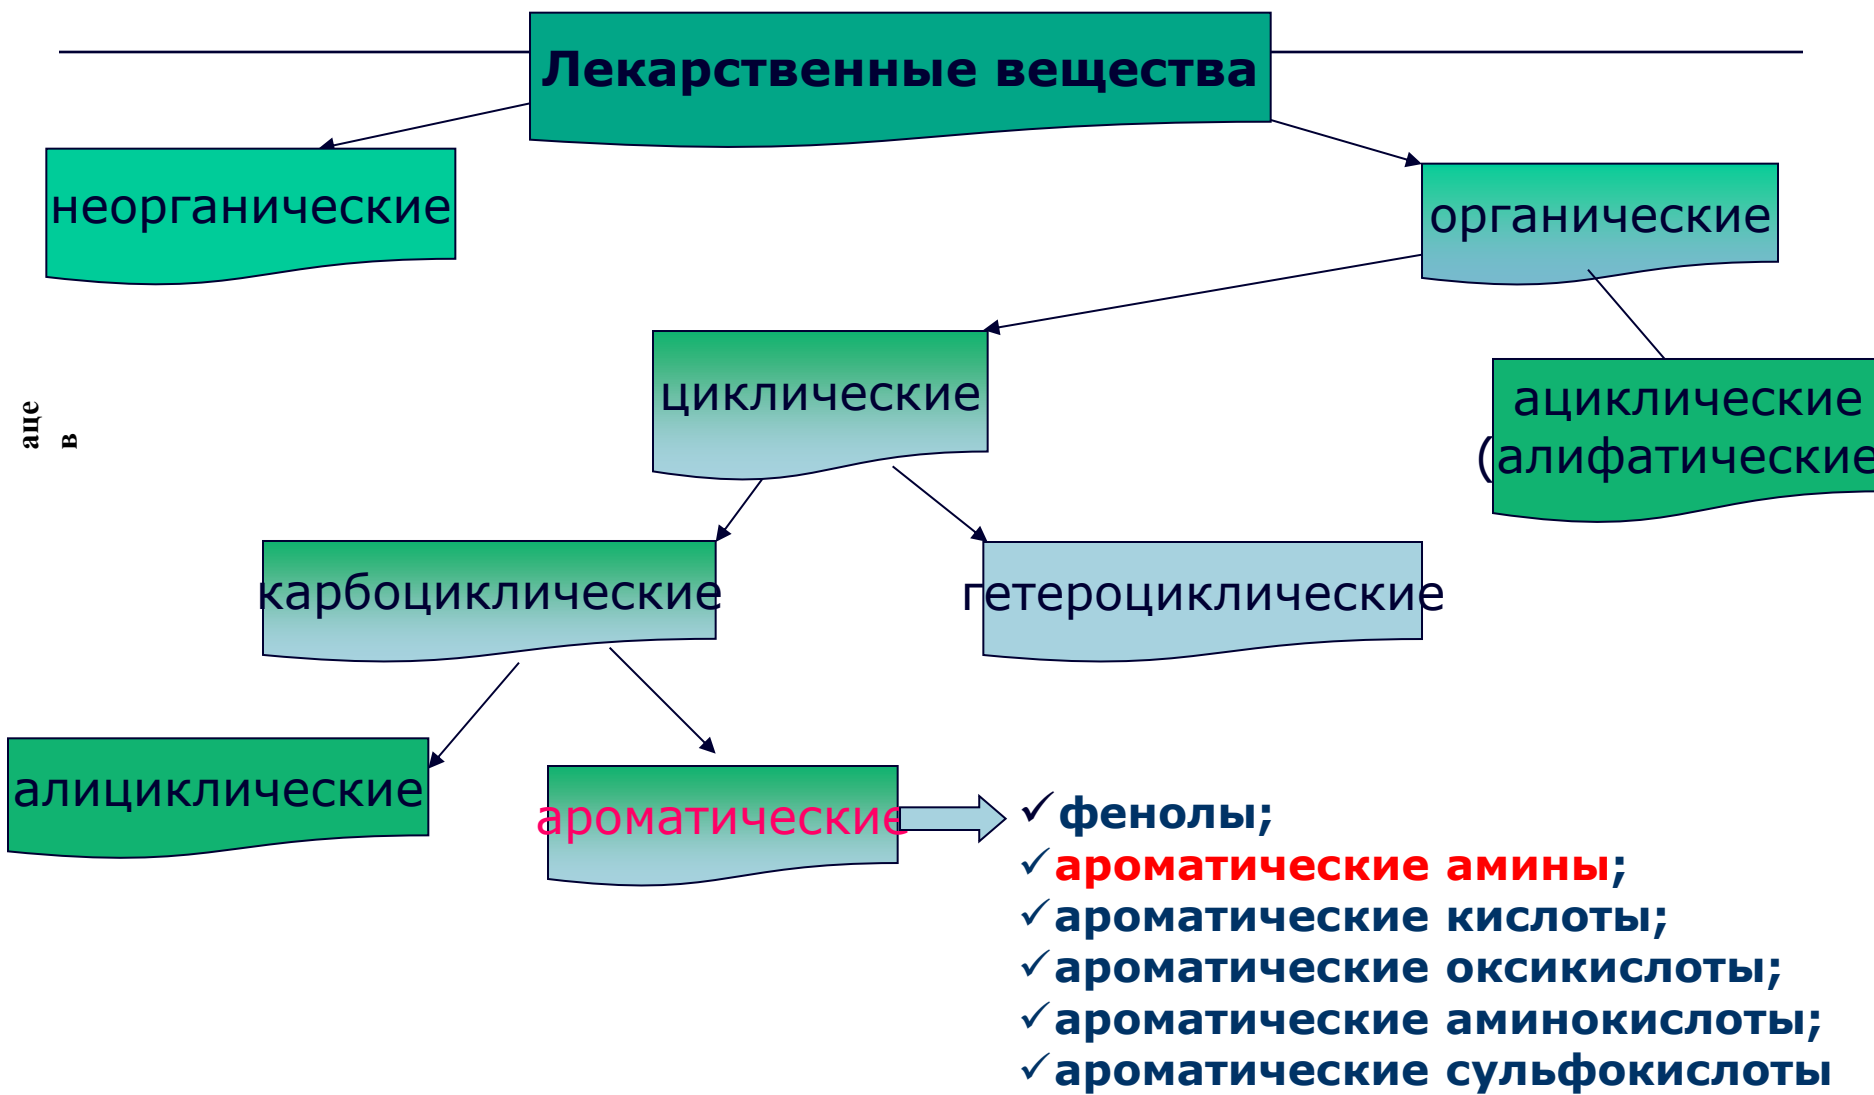 Лекарственные вещества
неорганические
органические
циклические
ациклические
(алифатические
аце
в
карбоциклические
гетероциклические
алициклические
ароматические
фенолы;
ароматические амины;
ароматические кислоты;
ароматические оксикислоты;
ароматические аминокислоты;
ароматические сульфокислоты